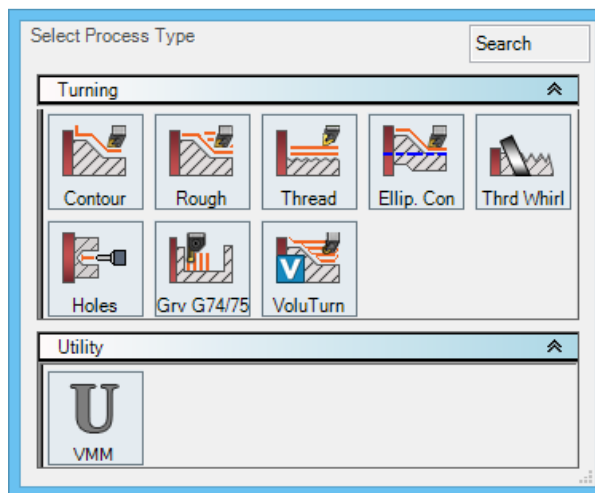 Select Process Type
Search
Turning
Contour
Rough
Thread
Ellip. Con
Thrd Whirl
Holes
Grv G74/75
V
VoluTurn
Utility
U
VMM